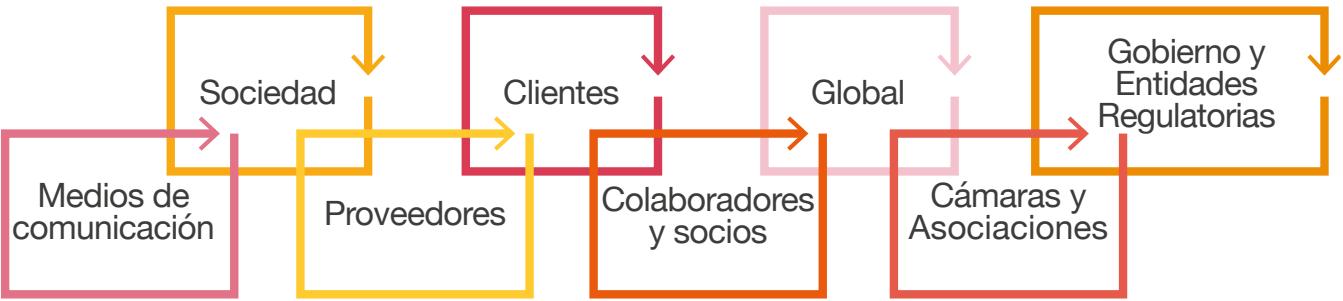 Sociedad
Clientes
Global
Gobierno y
Entidades
Regulatorias
Medios de
comunicación
Proveedores
Colaboradores
y socios
Cámaras y
Asociaciones